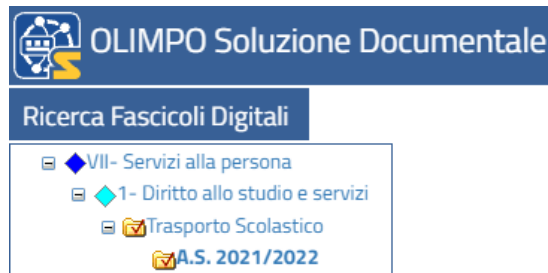 OLIMPO Soluzione Documentale
Ricerca Fascicoli Digitali
VII- Servizi alla persona
1- Diritto allo studio e servizi
Trasporto Scolastico
A.S. 2021/2022